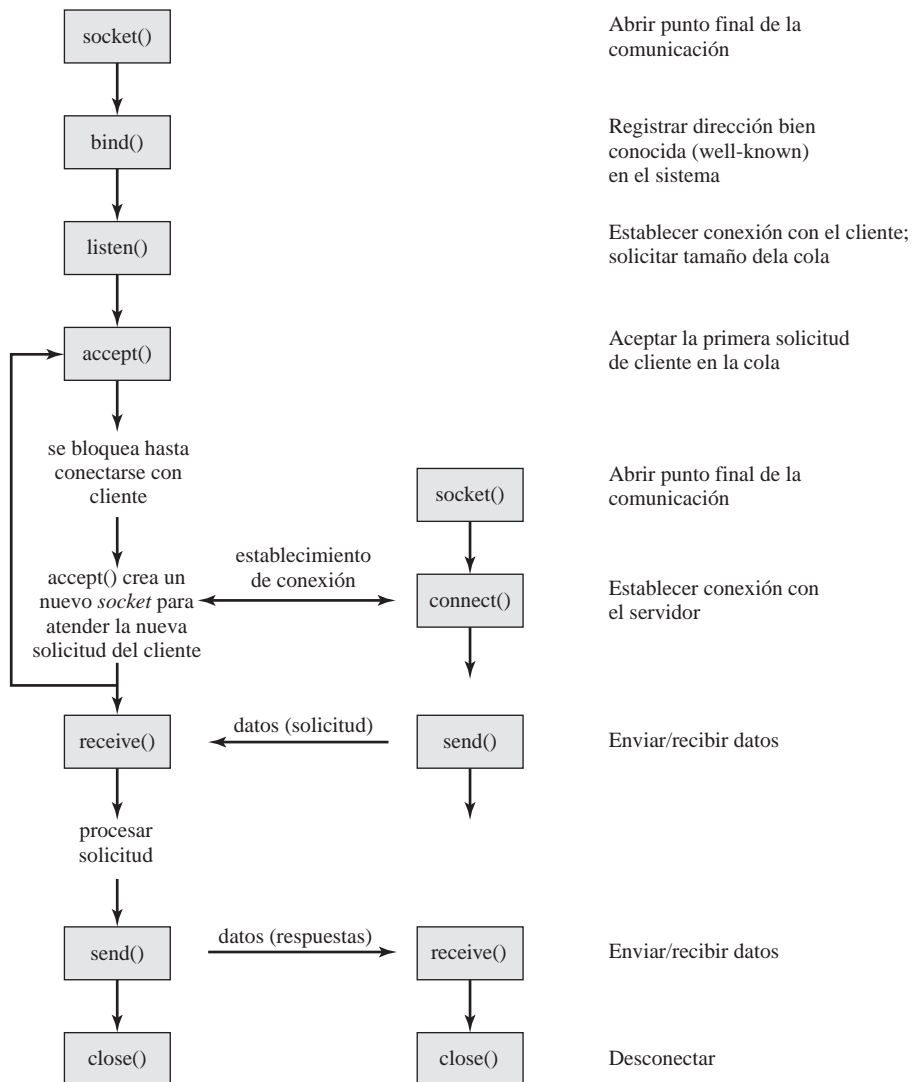 socket()
Abrir punto final de la
comunicación
bind()
Registrar dirección bien
conocida (well-known)
en el sistema
listen()
Establecer conexión con el cliente;
solicitar tamaño dela cola
accept()
Aceptar la primera solicitud
de cliente en la cola
se bloquea hasta
conectarse con
cliente
socket()
Abrir punto final de la
comunicación
accept() crea un
nuevo socket para
atender la nueva
solicitud del cliente
establecimiento
de conexión
connect()
Establecer conexión con
el servidor
receive()
datos (solicitud)
send()
Enviar/recibir datos
procesar
solicitud
send()
datos (respuestas)
receive()
Enviar/recibir datos
close()
close()
Desconectar